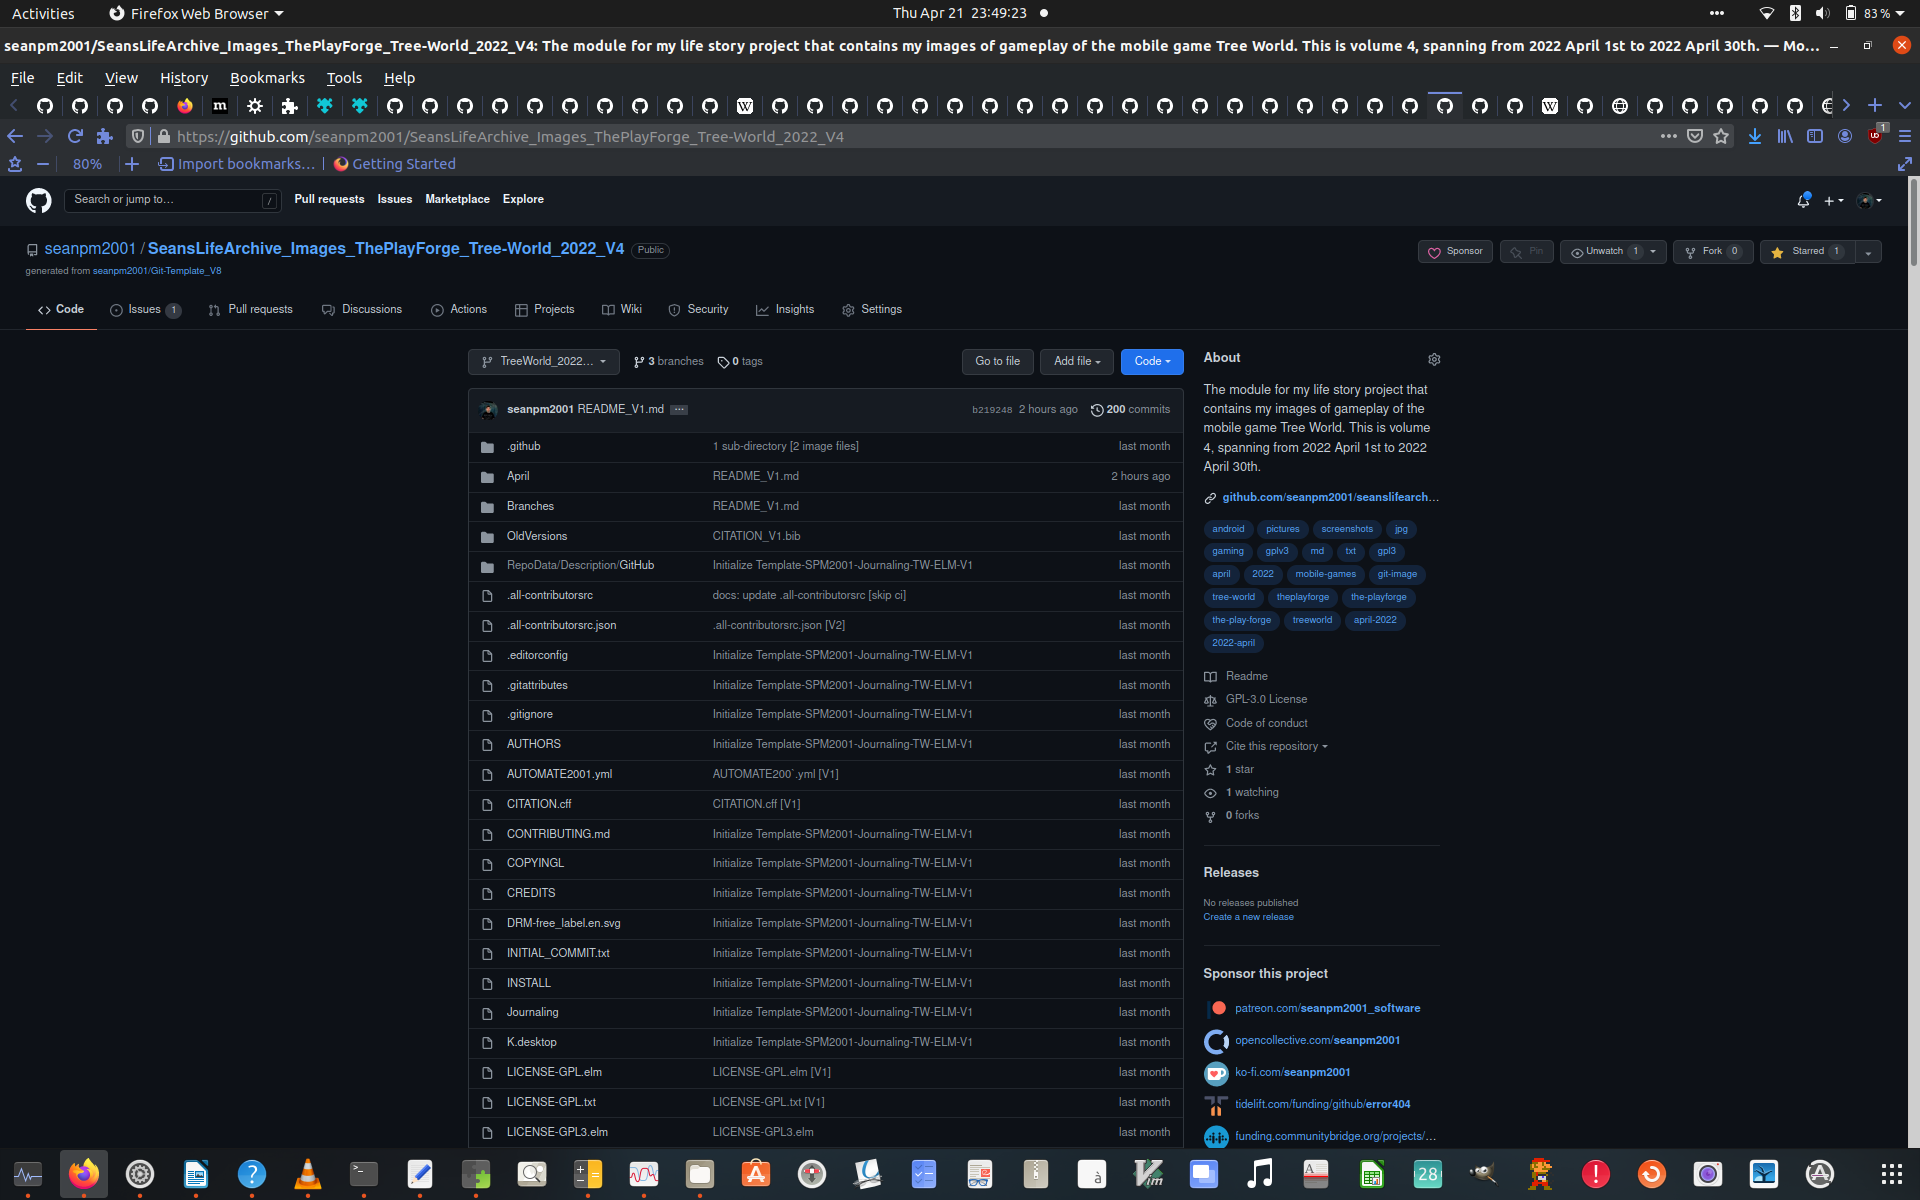 Activities
Firefox Web Browser
Thu Apr 21 23:49:23
83 %
seanpm2001/SeansLifeArchive_Images_ThePlayForge_Tree-World_2022_V4: The module for my life story project that contains my images of gameplay of the mobile game Tree World. This is volume 4, spanning from 2022 April 1st to 2022 April 30th. — Mo…
File Edit View History Bookmarks Tools Help
https://github.com/seanpm2001/SeansLifeArchive_Images_ThePlayForge_Tree-World_2022_V4
1
80% Import bookmarks… Getting Started
Search or jump to… /
Pull requests Issues Marketplace Explore
seanpm2001 / SeansLifeArchive_Images_ThePlayForge_Tree-World_2022_V4 Public
Sponsor Pin Unwatch 1 Fork 0 Starred 1
generated from seanpm2001/Git-Template_V8
Code Issues 1 Pull requests Discussions Actions Projects Wiki Security Insights Settings
TreeWorld_2022… 3 branches 0 tags Go to file Add file Code
seanpm2001 README_V1.md ... b219248 2 hours ago 200 commits
.github 1 sub-directory [2 image files] last month
April README_V1.md 2 hours ago
Branches README_V1.md last month
OldVersions CITATION_V1.bib last month
RepoData/Description/GitHub Initialize Template-SPM2001-Journaling-TW-ELM-V1 last month
.all-contributorsrc docs: update .all-contributorsrc [skip ci] last month
.all-contributorsrc.json .all-contributorsrc.json [V2] last month
.editorconfig Initialize Template-SPM2001-Journaling-TW-ELM-V1 last month
.gitattributes Initialize Template-SPM2001-Journaling-TW-ELM-V1 last month
.gitignore Initialize Template-SPM2001-Journaling-TW-ELM-V1 last month
AUTHORS Initialize Template-SPM2001-Journaling-TW-ELM-V1 last month
AUTOMATE2001.yml AUTOMATE200`.yml [V1] last month
CITATION.cff CITATION.cff [V1] last month
CONTRIBUTING.md Initialize Template-SPM2001-Journaling-TW-ELM-V1 last month
COPYINGL Initialize Template-SPM2001-Journaling-TW-ELM-V1 last month
CREDITS Initialize Template-SPM2001-Journaling-TW-ELM-V1 last month
DRM-free_label.en.svg Initialize Template-SPM2001-Journaling-TW-ELM-V1 last month
INITIAL_COMMIT.txt Initialize Template-SPM2001-Journaling-TW-ELM-V1 last month
INSTALL Initialize Template-SPM2001-Journaling-TW-ELM-V1 last month
Journaling Initialize Template-SPM2001-Journaling-TW-ELM-V1 last month
K.desktop Initialize Template-SPM2001-Journaling-TW-ELM-V1 last month
LICENSE-GPL.elm LICENSE-GPL.elm [V1] last month
LICENSE-GPL.txt LICENSE-GPL.txt [V1] last month
LICENSE-GPL3.elm LICENSE-GPL3.elm last month
About
The module for my life story project that
contains my images of gameplay of the
mobile game Tree World. This is volume
4, spanning from 2022 April 1st to 2022
April 30th.
github.com/seanpm2001/seanslifearch…
android pictures screenshots jpg
gaming gplv3 md txt gpl3
april 2022 mobile-games git-image
tree-world theplayforge the-playforge
the-play-forge treeworld april-2022
2022-april
Readme
GPL-3.0 License
Code of conduct
Cite this repository
1 star
1 watching
0 forks
Releases
No releases published
Create a new release
Sponsor this project
patreon.com/seanpm2001_software
opencollective.com/seanpm2001
ko-fi.com/seanpm2001
tidelift.com/funding/github/error404
funding.communitybridge.org/projects/…
28